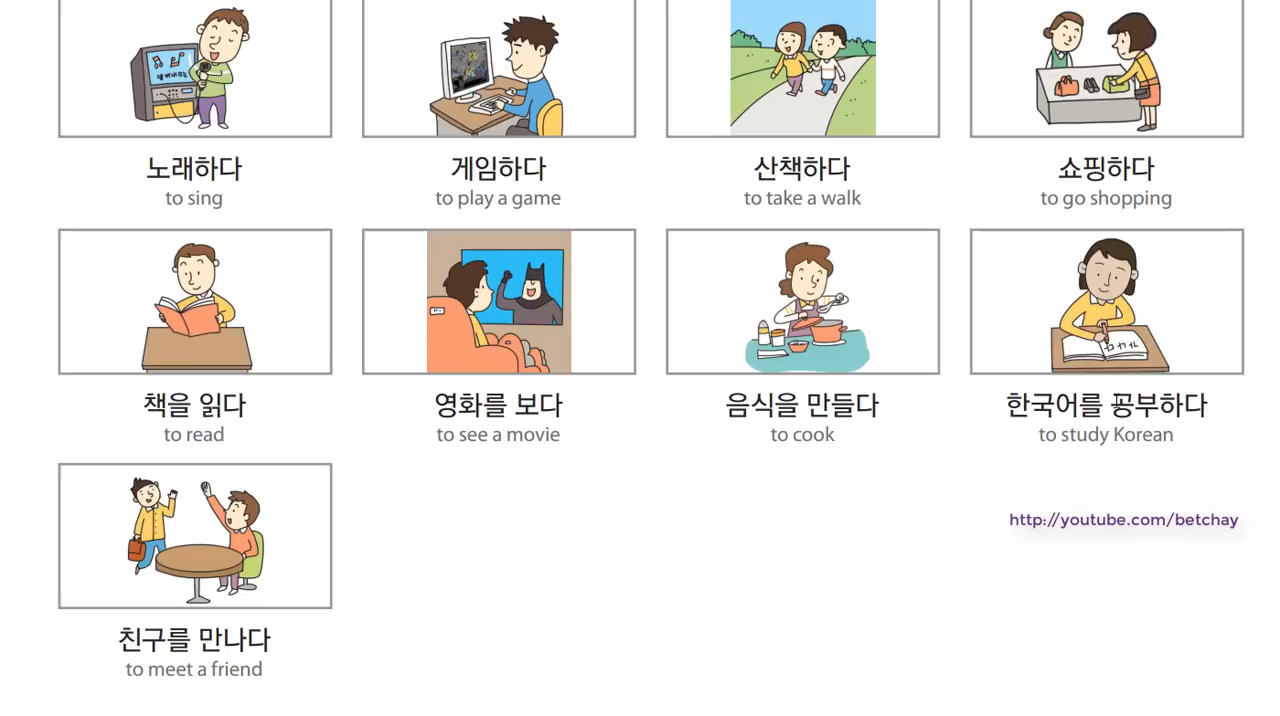 노래하다
to sing
게임하다
to play a game
산책하다
to take a walk
쇼핑하다
to go shopping
책을 읽다
to read
영화를 보다
to see a movie
음식을 만들다
to cook
한국어를 공부하다
to study Korean
http://youtube.com/betchay
친구를 만나다
to meet a friend